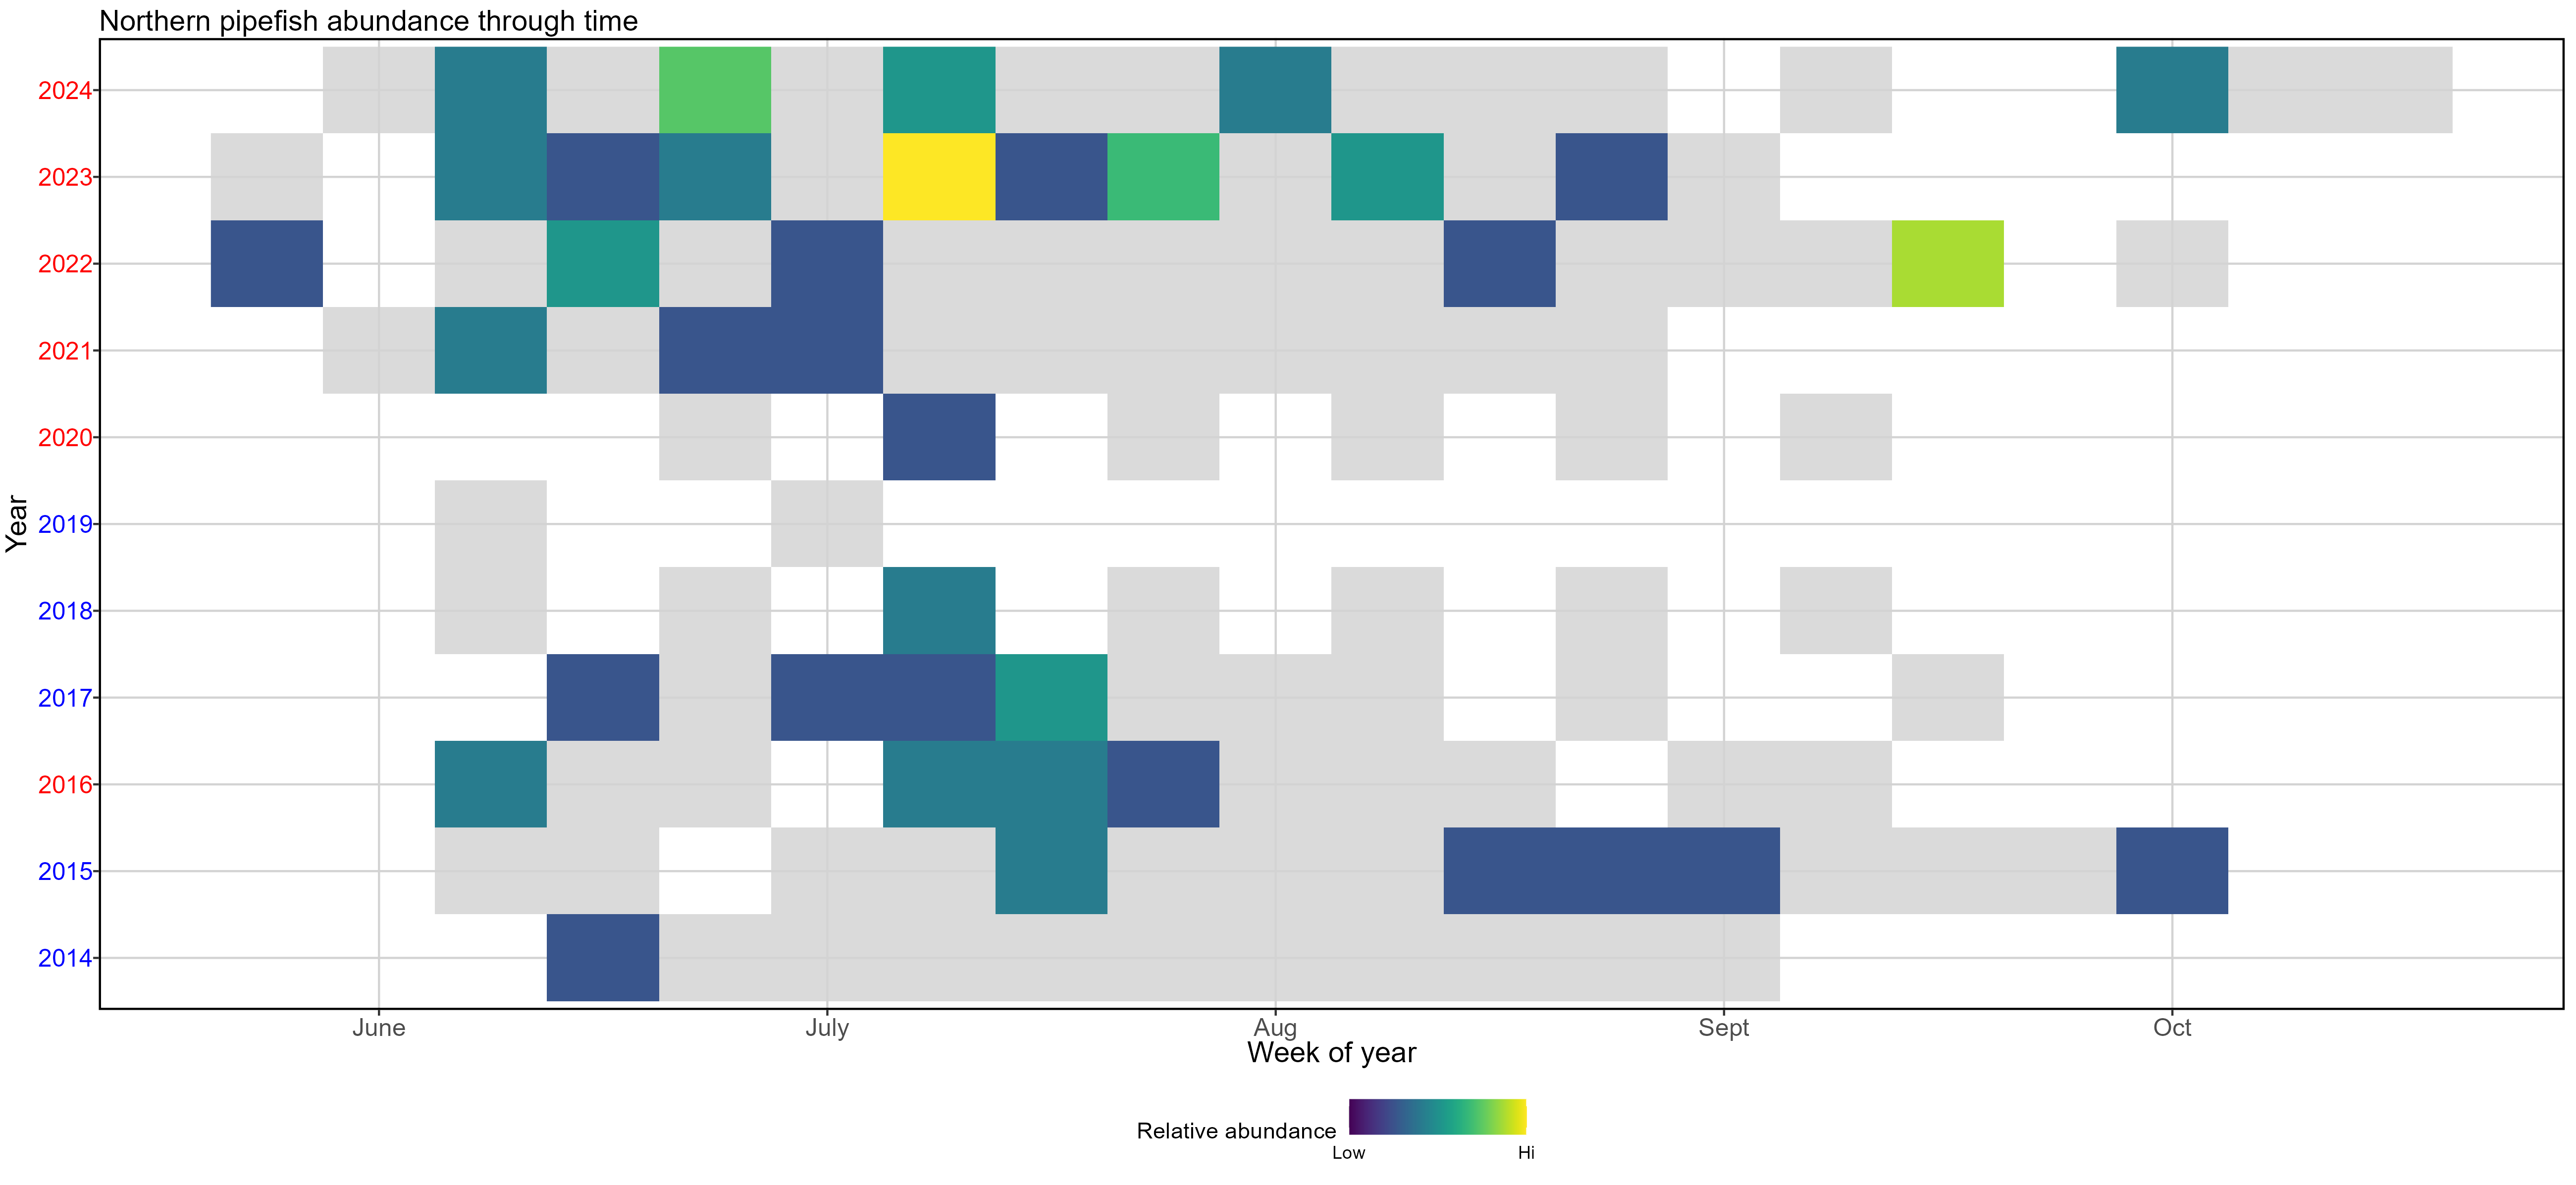 Northern pipefish abundance through time
Year
2024
2023
2022
2021
2020
2019
2018
2017
2016
2015
2014
June July Aug Sept Oct
Week of year
Relative abundance
Low Hi